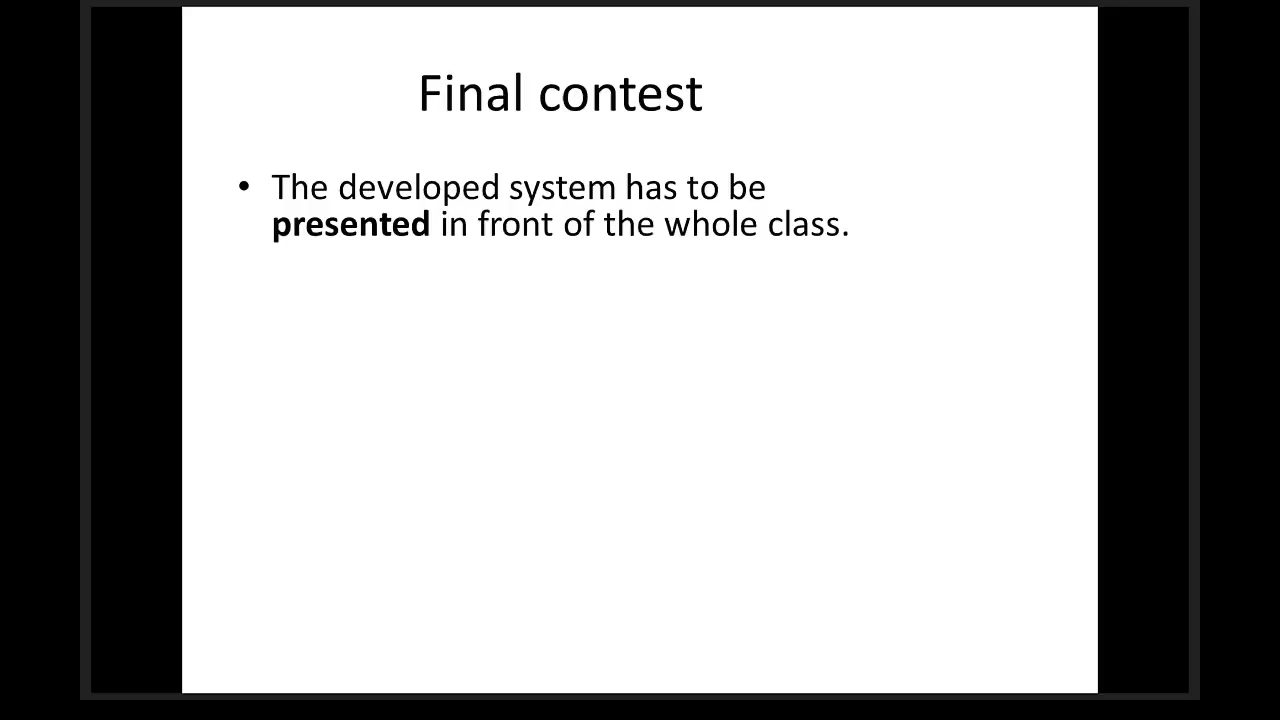 Final contest
• The developed system has to be
presented in front of the whole class.